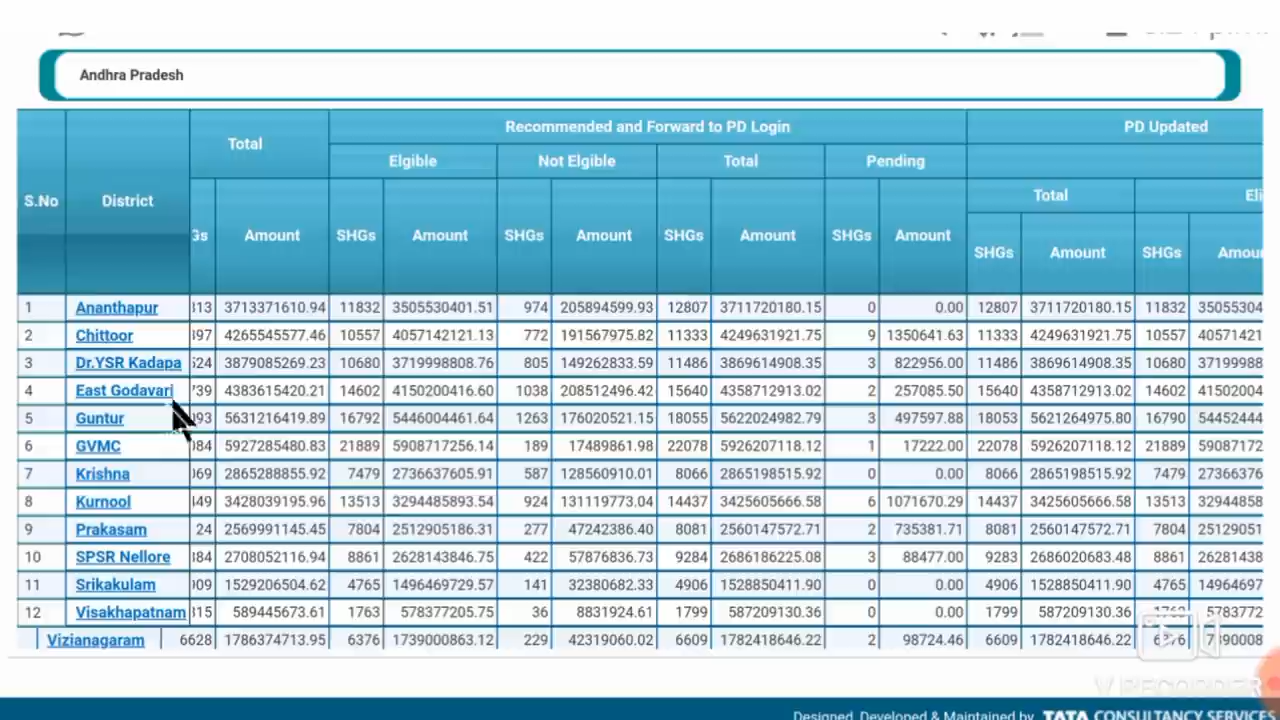 Andhra Pradesh
Total Recommended and Forward to PD Login PD Updated
Elgible Not Elgible Total Pending
S.No District Total
Amount SHGs Amount SHGs Amount SHGs Amount SHGs Amount
SHGs Amount SHGs
1 Ananthapur 3713371610.94 11832 3505530401.51 974 205894599.93 12807 3711720180.15 0 0.00 12807 3711720180.15 11832 35055304
2 Chittoor 4265545577.46 10557 4057142121.13 772 191567975.82 11333 4249631921.75 9 1350641.63 11333 4249631921.75 10557 40571421
3 Dr.YSR Kadapa 3879085269.23 10680 3719998808.76 805 149262833.59 11486 3869614908.35 3 822956.00 11486 3869614908.35 10680 37199988
4 East Godavari 4383615420.21 14602 4150200416.60 1038 208512496.42 15640 4358712913.02 2 257085.50 15640 4358712913.02 14602 41502004
5 Guntur 5631216419.89 16792 5446004461.64 1263 176020821.15 18055 5622024982.79 3 497597.88 18053 5621264975.80 16790 54452444
6 GVMC 5927285480.83 21889 5908717256.14 189 17489861.98 22078 5926207118.12 1 17222.00 22078 5926207118.12 21889 59087172
7 Krishna 2865288855.92 7479 2736637605.91 587 128560910.01 8066 2865198515.92 0 0.00 8066 2865198515.92 7479 27366376
8 Kurnool 3428039195.96 13513 3294485893.54 924 131119773.04 14437 3425605666.58 6 1071670.29 14437 3425605666.58 13513 32944858
9 Prakasam 24 2569991145.45 7804 2512905186.31 277 47242386.40 8081 2560147572.71 2 735381.71 8081 2560147572.71 7804 25129051
10 SPSR Nellore 2708052116.94 8861 2628143846.75 422 57876836.73 9284 2686186225.08 3 88477.00 9283 2686020683.48 8861 26281438
11 Srikakulam 1529206504.62 4765 1496469729.57 141 32380682.33 4906 1528850411.90 0 0.00 4906 1528850411.90 4765 14964697
12 Visakhapatnam 589445673.61 1763 578377205.75 36 8831924.61 1799 587209130.36 0 0.00 1799 587209130.36 5783772
Vizianagaram 6628 1786374713.95 6376 1739000863.12 229 42319060.02 6609 1782418646.22 2 98724.46 6609 1782418646.22
V RECORDER
Designed, Developed & Maintained by TATA CONSULTANCY SERVICES